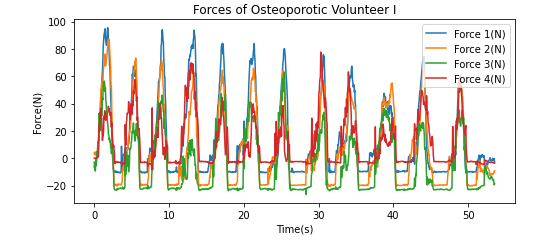 Forces of Osteoporotic Volunteer I
Force 1(N)
Force 2(N)
Force 3(N)
Force 4(N)
Force(N)
100
80
60
40
20
0
−20
0
10
20
30
40
50
Time(s)